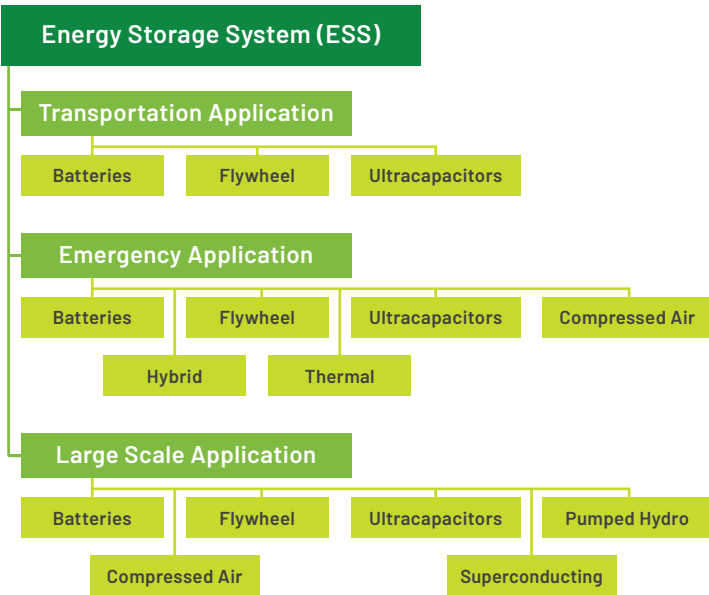 Energy Storage System (ESS)
Transportation Application
Batteries
Flywheel
Ultracapacitors
Emergency Application
Batteries
Flywheel
Ultracapacitors
Compressed Air
Hybrid
Thermal
Large Scale Application
Batteries
Flywheel
Ultracapacitors
Pumped Hydro
Compressed Air
Superconducting